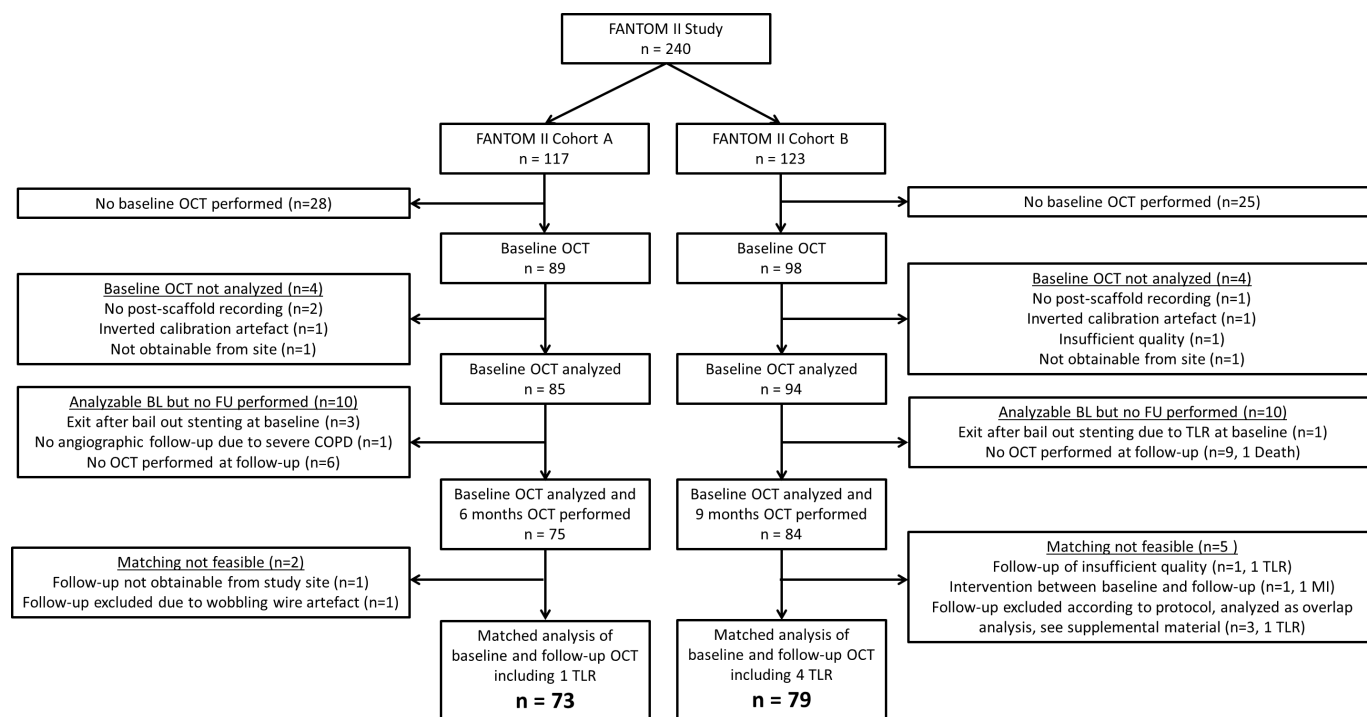 FANTOM II Study
n = 240
FANTOM II Cohort A
n = 117
FANTOM II Cohort B
n = 123
No baseline OCT performed (n=28)
No baseline OCT performed (n=25)
Baseline OCT
n = 89
Baseline OCT
n = 98
Baseline OCT not analyzed (n=4)
No post-scaffold recording (n=2)
Inverted calibration artefact (n=1)
Not obtainable from site (n=1)
Baseline OCT not analyzed (n=4)
No post-scaffold recording (n=1)
Inverted calibration artefact (n=1)
Insufficient quality (n=1)
Not obtainable from site (n=1)
Baseline OCT analyzed
n = 85
Baseline OCT analyzed
n = 94
Analyzable BL but no FU performed (n=10)
Exit after bail out stenting at baseline (n=3)
No angiographic follow-up due to severe COPD (n=1)
No OCT performed at follow-up (n=6)
Analyzable BL but no FU performed (n=10)
Exit after bail out stenting due to TLR at baseline (n=1)
No OCT performed at follow-up (n=9, 1 Death)
Baseline OCT analyzed and
6 months OCT performed
n = 75
Baseline OCT analyzed and
9 months OCT performed
n = 84
Matching not feasible (n=2)
Follow-up not obtainable from study site (n=1)
Follow-up excluded due to wobbling wire artefact (n=1)
Matching not feasible (n=5 )
Follow-up of insufficient quality (n=1, 1 TLR)
Intervention between baseline and follow-up (n=1, 1 MI)
Follow-up excluded according to protocol, analyzed as overlap
analysis, see supplemental material (n=3, 1 TLR)
Matched analysis of
baseline and follow-up OCT
including 1 TLR
n = 73
Matched analysis of
baseline and follow-up OCT
including 4 TLR
n = 79